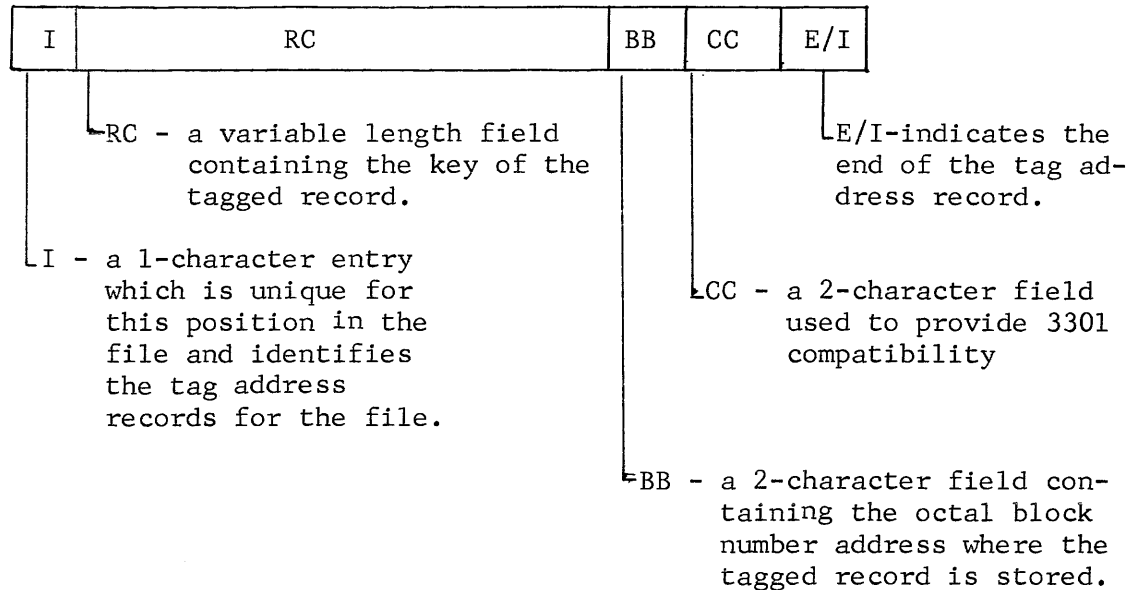 I RC BB CC E/I
RC - a variable length field
containing the key of the
tagged record.
E/I-indicates the
end of the tag ad-
dress record.
I - a 1-character entry
which is unique for
this position in the
file and identifies
the tag address
records for the file.
CC - a 2-character field
used to provide 3301
compatibility
BB - a 2-character field con-
taining the octal block
number address where the
tagged record is stored.